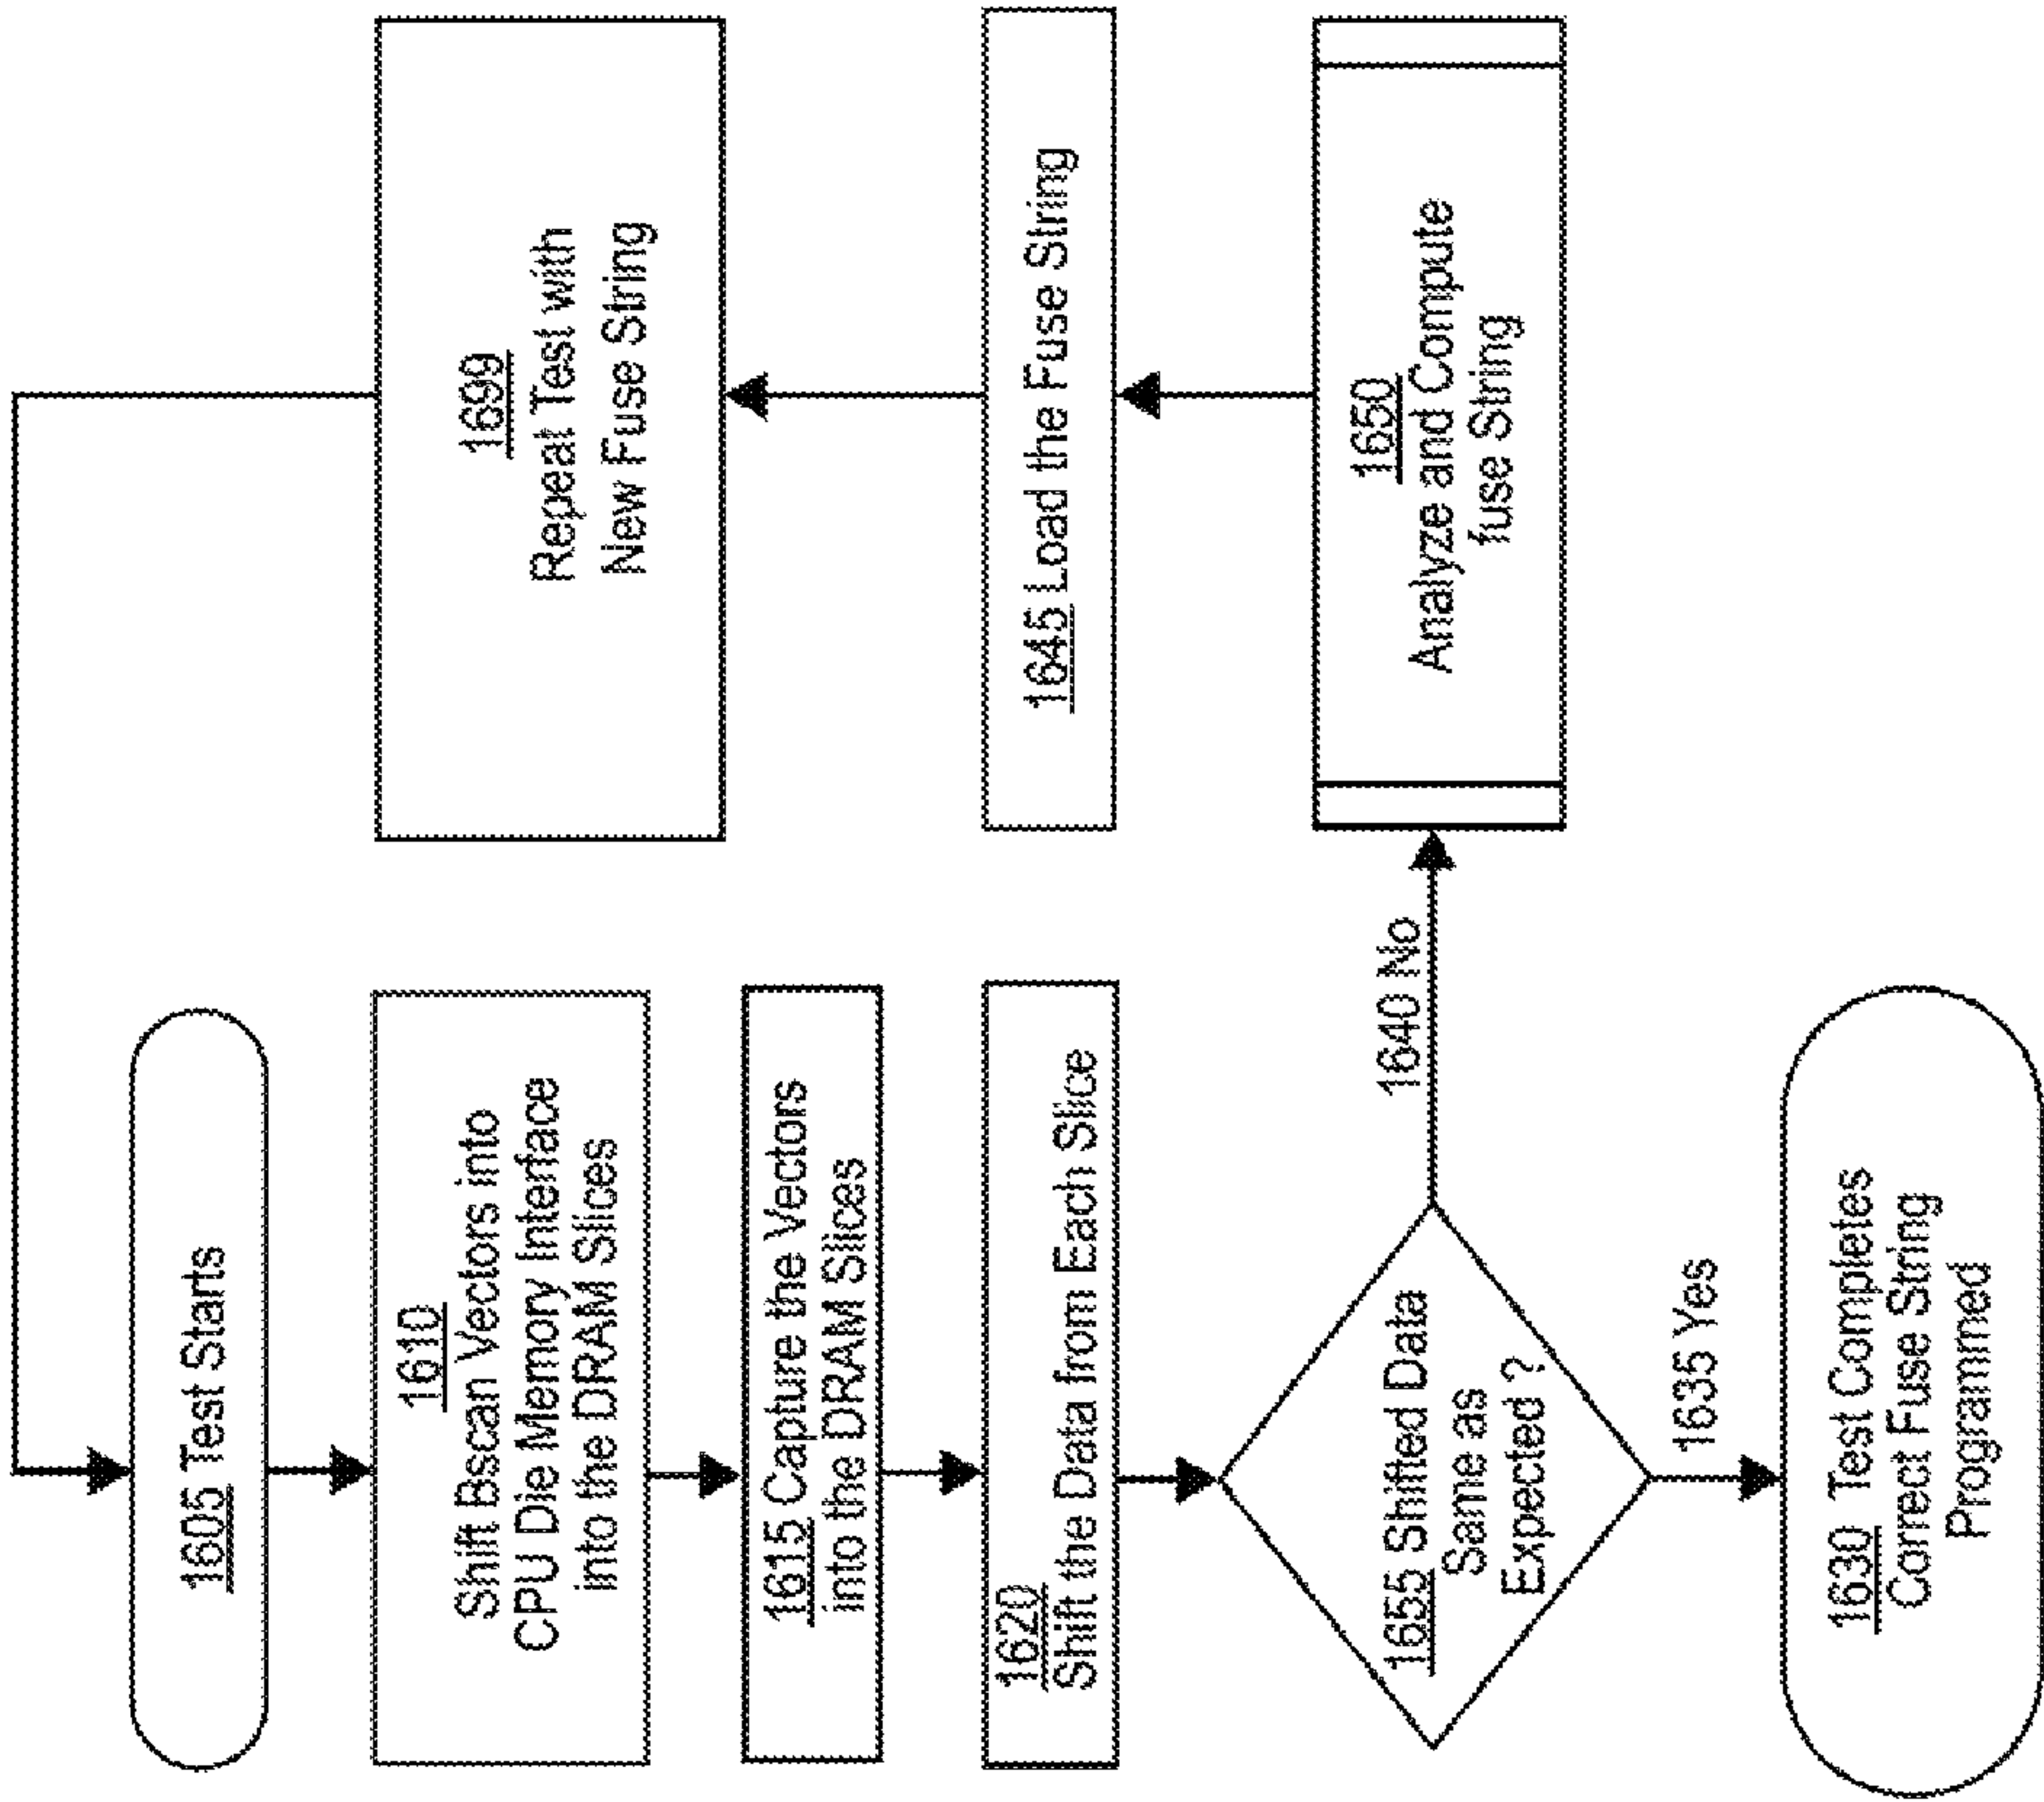 1605 Test Starts
1610
Shift Bscan Vectors into
CPU Die Memory Interface
into the DRAM Slices
1615 Capture the Vectors
into the DRAM Slices
1620
Shift the Data from Each Slice
1655 Shifted Data
Same as
Expected ?
1640 No
1635 Yes
1630 Test Completes
Correct Fuse String
Programmed
1650
Analyze and Compute
fuse String
1645 Load the Fuse String
1699
Repeat Test with
New Fuse String